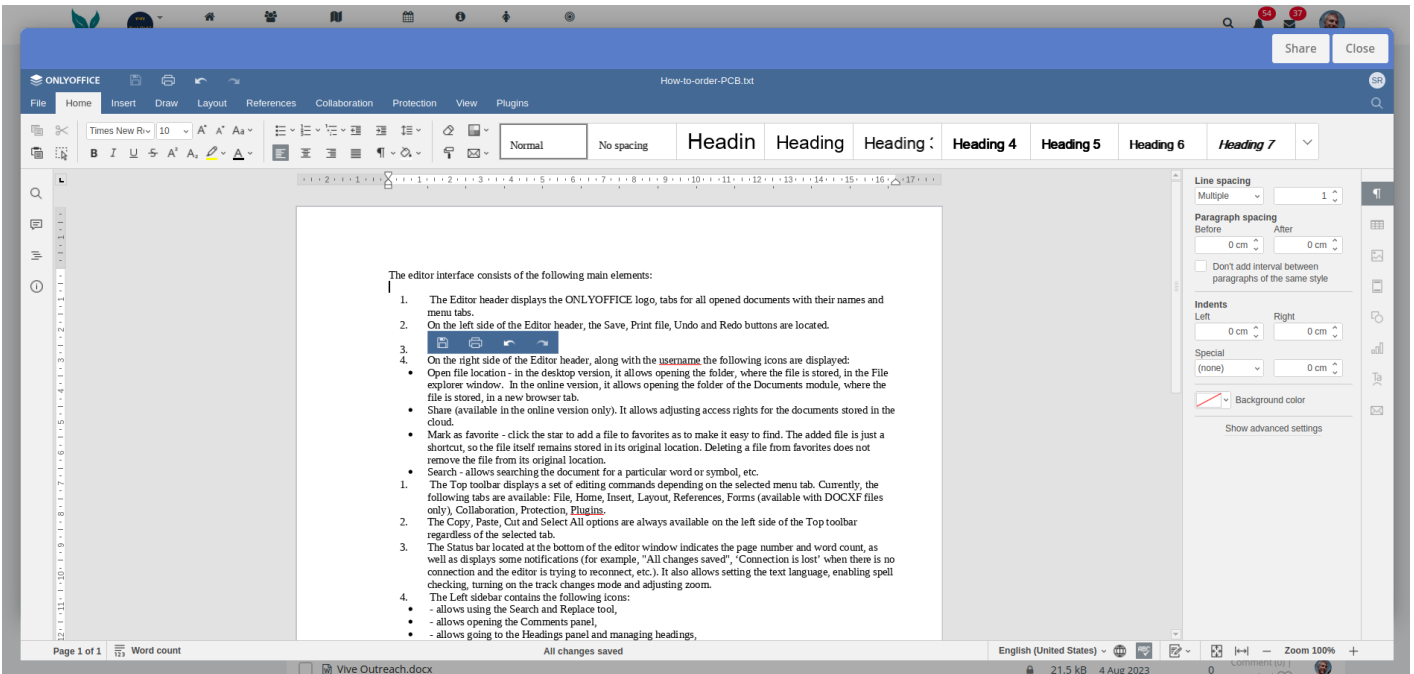 54
37
Share
Close
ONLYOFFICE
How-to-order-PCB.txt
SR
File Home Insert Draw Layout References Collaboration Protection View Plugins
Times New R
10
Normal
No spacing
Headin
Heading
Heading
Heading 4
Heading 5
Heading 6
Heading 7
The editor interface consists of the following main elements:
1. The Editor header displays the ONLYOFFICE logo, tabs for all opened documents with their names and
menu tabs.
2. On the left side of the Editor header, the Save, Print file, Undo and Redo buttons are located.
3.
4. On the right side of the Editor header, along with the username the following icons are displayed:
• Open file location - in the desktop version, it allows opening the folder, where the file is stored, in the File
explorer window. In the online version, it allows opening the folder of the Documents module, where the
file is stored, in a new browser tab.
• Share (available in the online version only). It allows adjusting access rights for the documents stored in the
cloud.
• Mark as favorite - click the star to add a file to favorites as to make it easy to find. The added file is just a
shortcut, so the file itself remains stored in its original location. Deleting a file from favorites does not
remove the file from its original location.
• Search - allows searching the document for a particular word or symbol, etc.
1. The Top toolbar displays a set of editing commands depending on the selected menu tab. Currently, the
following tabs are available: File, Home, Insert, Layout, References, Forms (available with DOCXF files
only), Collaboration, Protection, Plugins.
2. The Copy, Paste, Cut and Select All options are always available on the left side of the Top toolbar
regardless of the selected tab.
3. The Status bar located at the bottom of the editor window indicates the page number and word count, as
well as displays some notifications (for example, "All changes saved", ‘Connection is lost’ when there is no
connection and the editor is trying to reconnect, etc.). It also allows setting the text language, enabling spell
checking, turning on the track changes mode and adjusting zoom.
4. The Left sidebar contains the following icons:
• - allows using the Search and Replace tool,
• - allows opening the Comments panel,
• - allows going to the Headings panel and managing headings,
Line spacing
Multiple 1
Paragraph spacing
Before After
0 cm 0 cm
Don't add interval between
paragraphs of the same style
Indents
Left Right
0 cm 0 cm
Special
(none) 0 cm
Background color
Show advanced settings
Page 1 of 1 Word count All changes saved English (United States) Zoom 100%
Vive Outreach.docx 21.5 kB 4 Aug 2023 0 Comment (0)